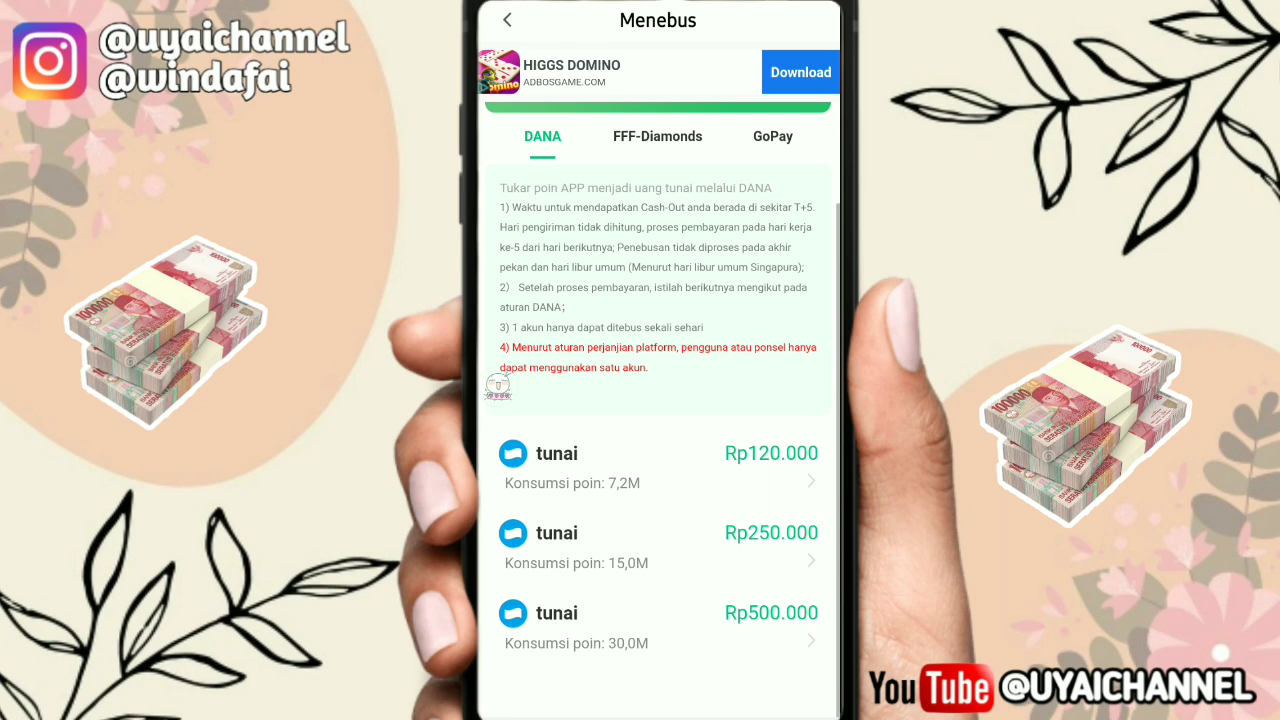 @uyaichannel
@windafai
Menebus
HIGGS DOMINO
ADBOSGAME.COM
Download
DANA
FFF-Diamonds
GoPay
Tukar poin APP menjadi uang tunai melalui DANA
1) Waktu untuk mendapatkan Cash-Out anda berada di sekitar T+5.
Hari pengiriman tidak dihitung, proses pembayaran pada hari kerja
ke-5 dari hari berikutnya; Penebusan tidak diproses pada akhir
pekan dan hari libur umum (Menurut hari libur umum Singapura);
2） Setelah proses pembayaran, istilah berikutnya mengikut pada
aturan DANA；
3) 1 akun hanya dapat ditebus sekali sehari
4) Menurut aturan perjanjian platform, pengguna atau ponsel hanya
dapat menggunakan satu akun.
tunai
Rp120.000
Konsumsi poin: 7,2M
tunai
Rp250.000
Konsumsi poin: 15,0M
tunai
Rp500.000
Konsumsi poin: 30,0M
100000
100000
100000
100000
YouTube @UYAICHANNEL